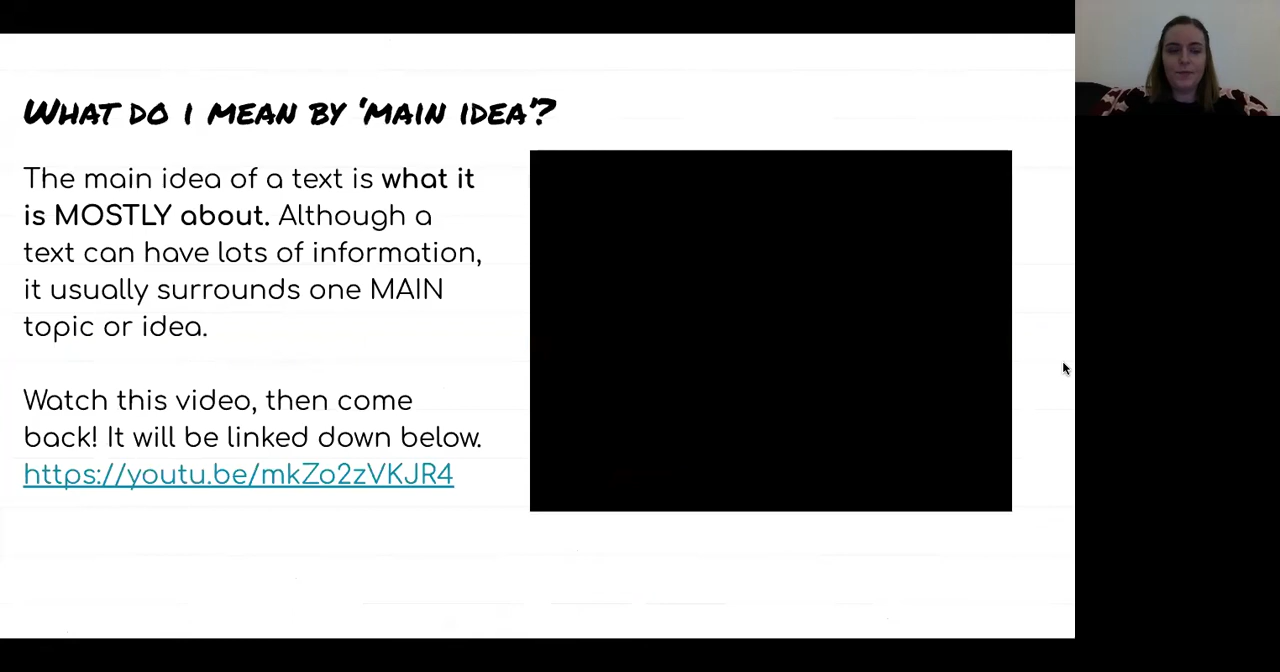 What do I mean by ‘main idea’?
The main idea of a text is what it
is MOSTLY about. Although a
text can have lots of information,
it usually surrounds one MAIN
topic or idea.
Watch this video, then come
back! It will be linked down below.
https://youtu.be/mkZo2zVKJR4